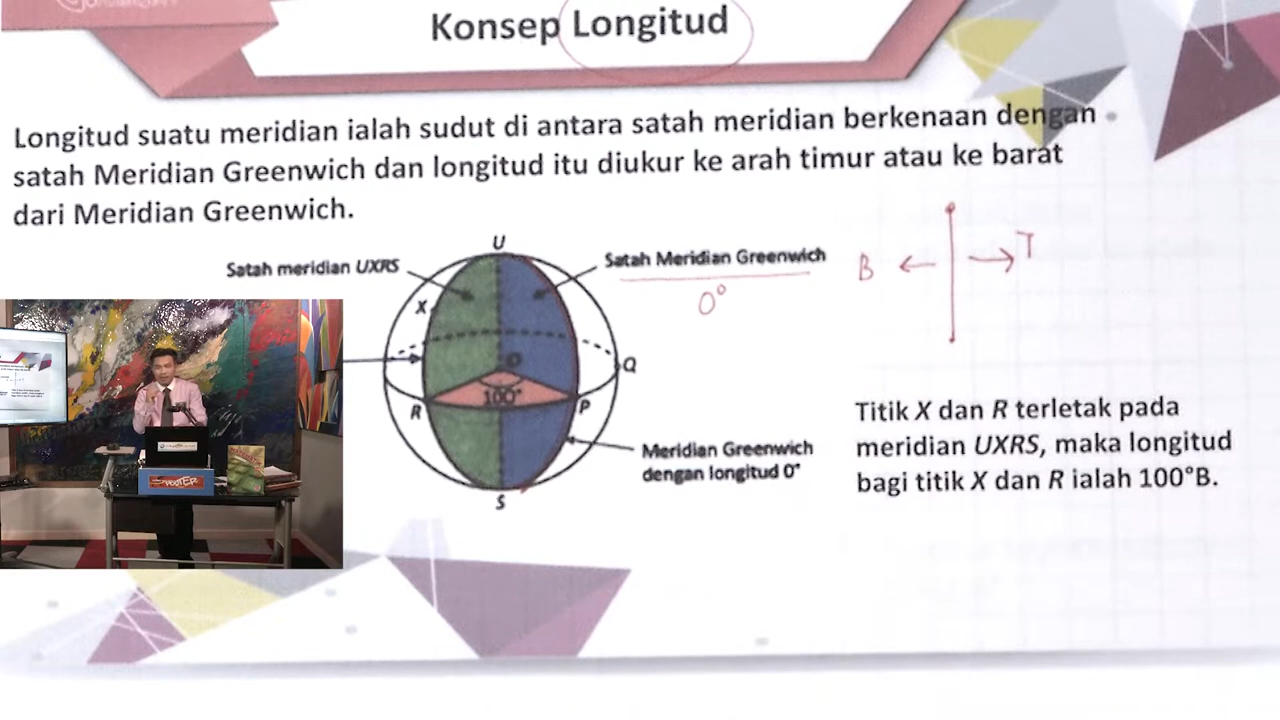 Konsep Longitud
Longitud suatu meridian ialah sudut di antara satah meridian berkenaan dengan
satah Meridian Greenwich dan longitud itu diukur ke arah timur atau ke barat
dari Meridian Greenwich.
U
Satah meridian UXRS
Satah Meridian Greenwich
0°
B
T
X
O
Q
100°
R
P
Meridian Greenwich
dengan longitud 0°
S
Titik X dan R terletak pada
meridian UXRS, maka longitud
bagi titik X dan R ialah 100°B.